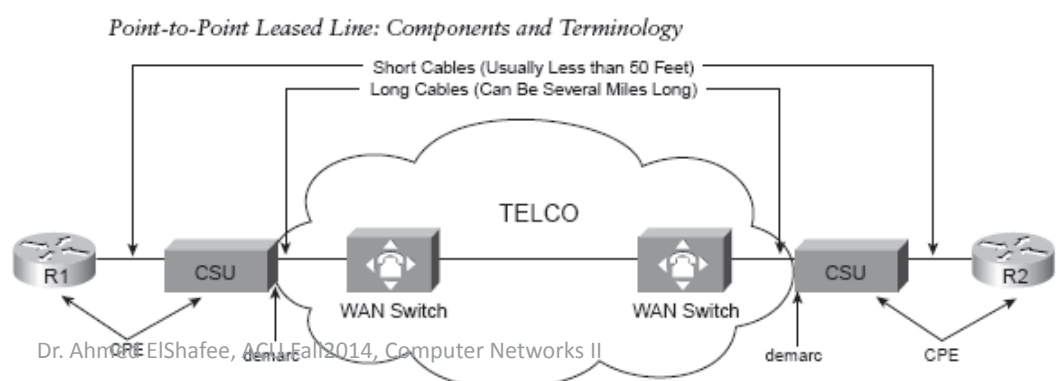 Point-to-Point Leased Line: Components and Terminology
Short Cables (Usually Less than 50 Feet)
Long Cables (Can Be Several Miles Long)
TELCO
R1
CSU
WAN Switch
WAN Switch
CSU
R2
CPE
demarc
demarc
CPE
Dr. Ahmed ElShafee, ACU Fall2014, Computer Networks II